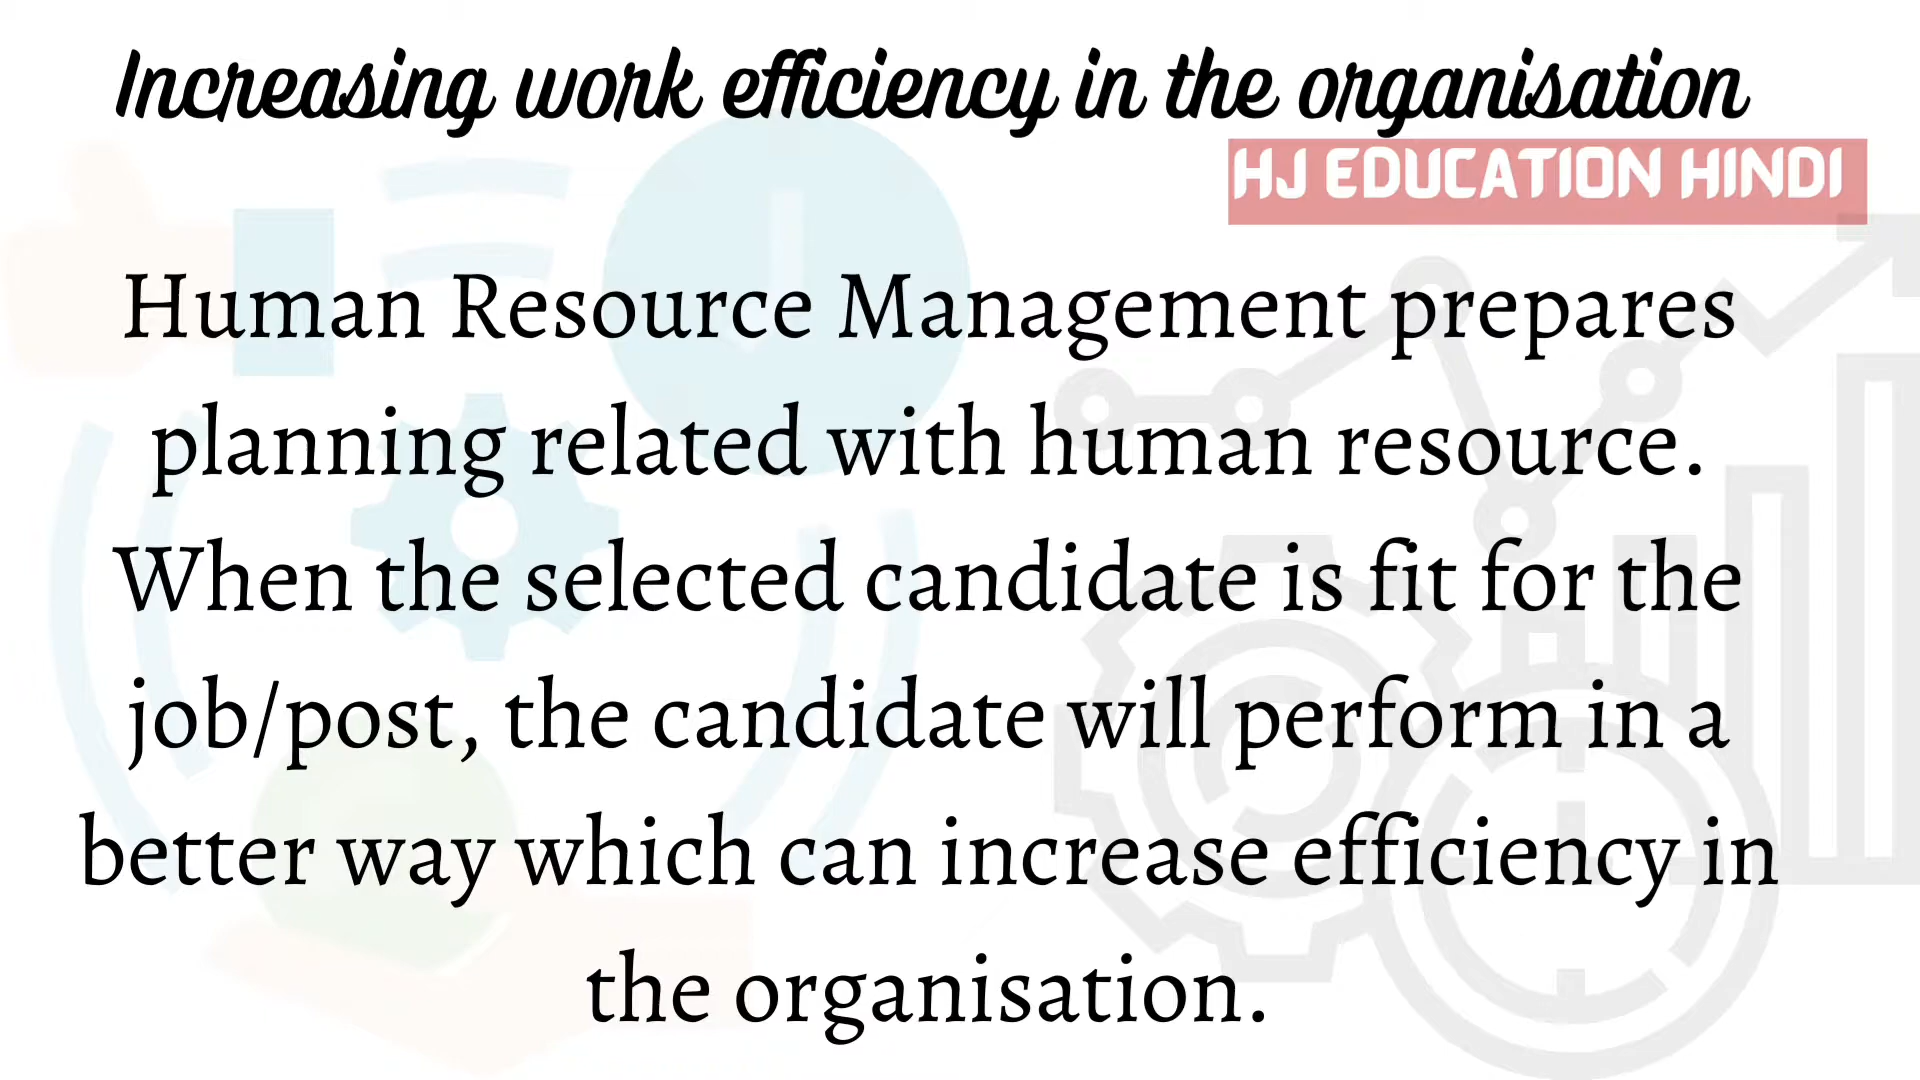 Increasing work efficiency in the organisation
HJ EDUCATION HINDI
Human Resource Management prepares
planning related with human resource.
When the selected candidate is fit for the
job/post, the candidate will perform in a
better way which can increase efficiency in
the organisation.